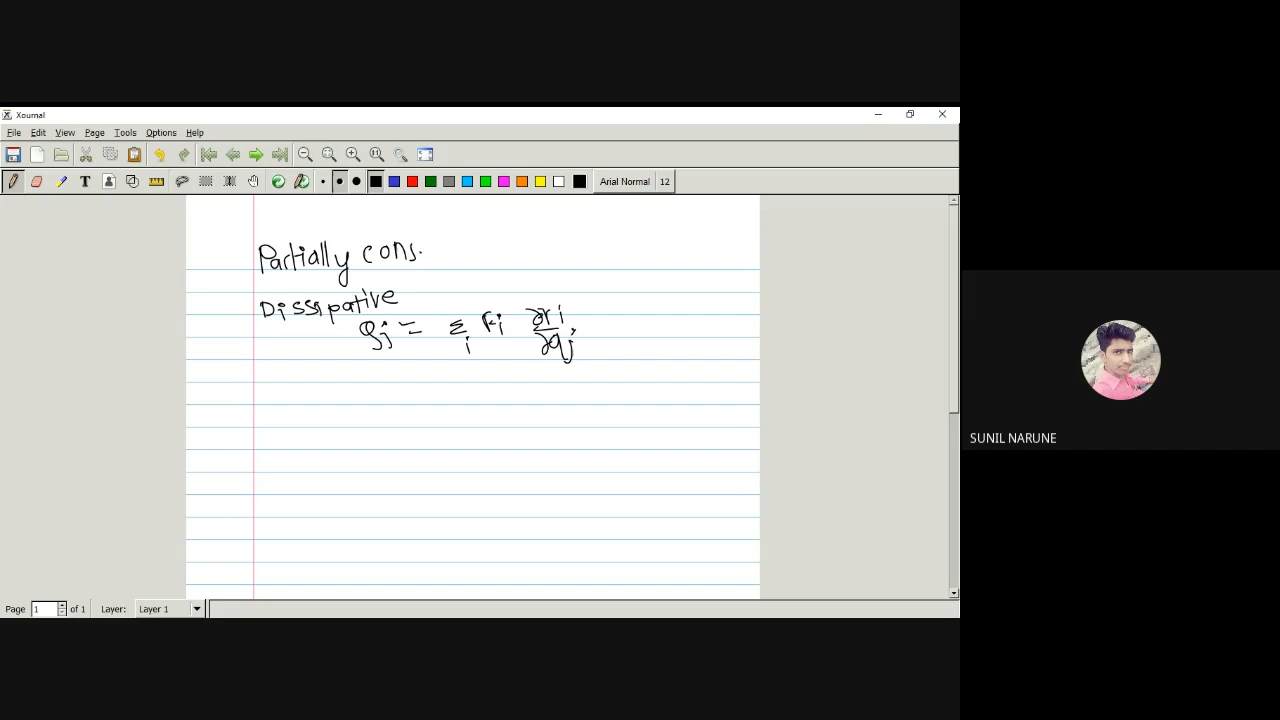 Xournal
File Edit View Page Tools Options Help
T Arial Normal 12
Partially cons.
Dissipative
Qj = Σi Fi ∂ri/∂qj
SUNIL NARUNE
Page 1 of 1 Layer: Layer 1